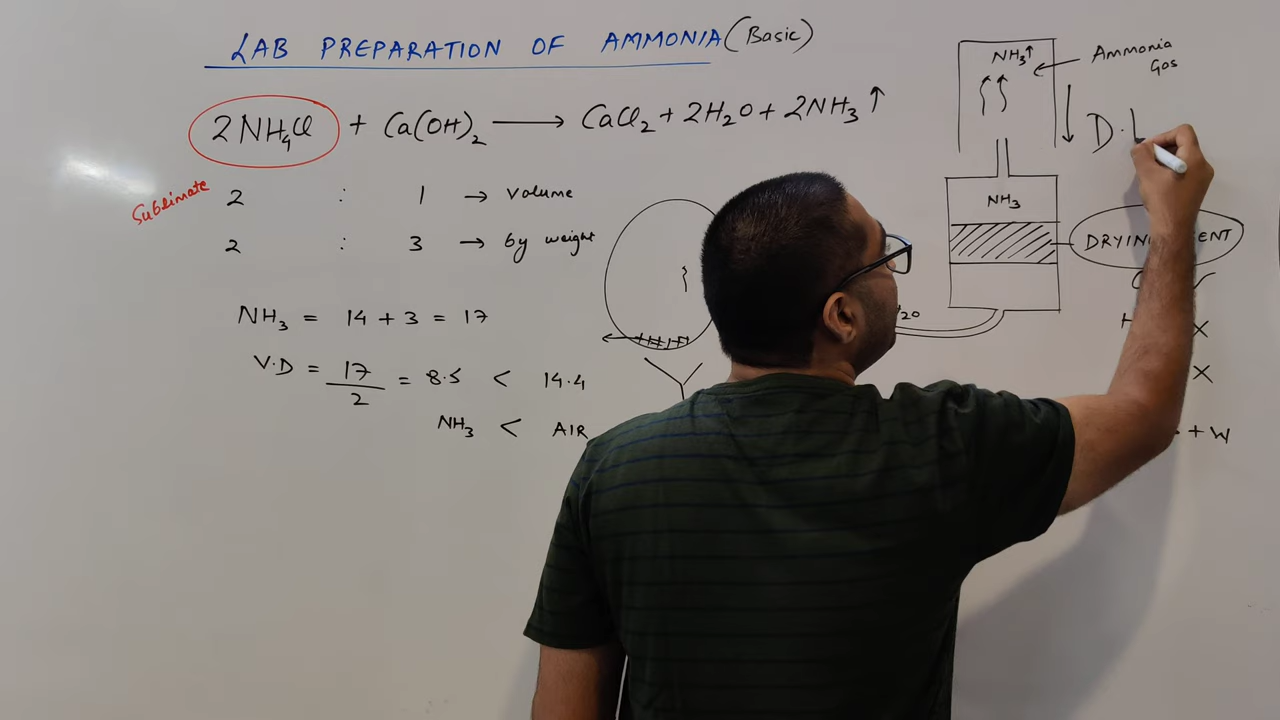 LAB PREPARATION OF AMMONIA (Basic)
2NH4Cl + Ca(OH)2 ⟶ CaCl2 + 2H2O + 2NH3 ↑
Sublimate
2 : 1 → volume
2 : 3 → by weight
NH3 = 14 + 3 = 17
V.D = 17/2 = 8.5 < 14.4
NH3 < AIR
NH3↑
Ammonia
Gas
D.L
NH3
DRYING
ENT
X
X
+ W